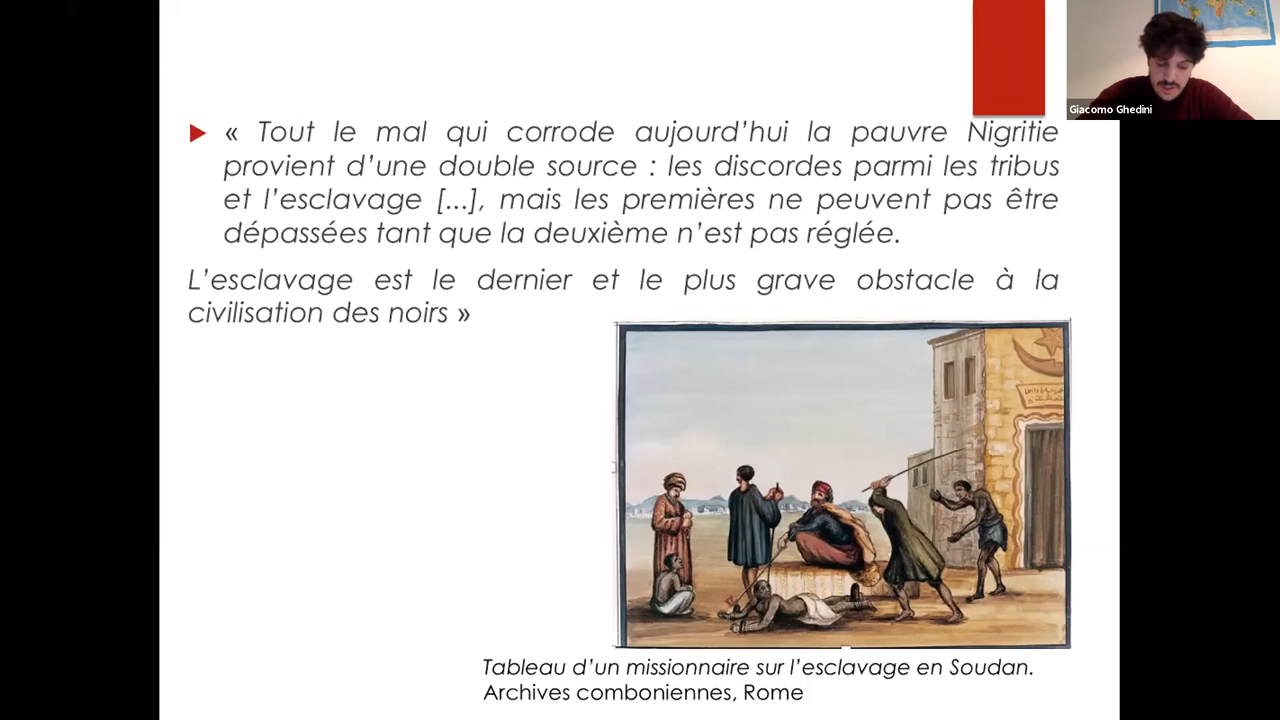 Giacomo Ghedini
« Tout le mal qui corrode aujourd’hui la pauvre Nigritie
provient d’une double source : les discordes parmi les tribus
et l’esclavage [...], mais les premières ne peuvent pas être
dépassées tant que la deuxième n’est pas réglée.
L’esclavage est le dernier et le plus grave obstacle à la
civilisation des noirs »
Tableau d’un missionnaire sur l’esclavage en Soudan.
Archives comboniennes, Rome